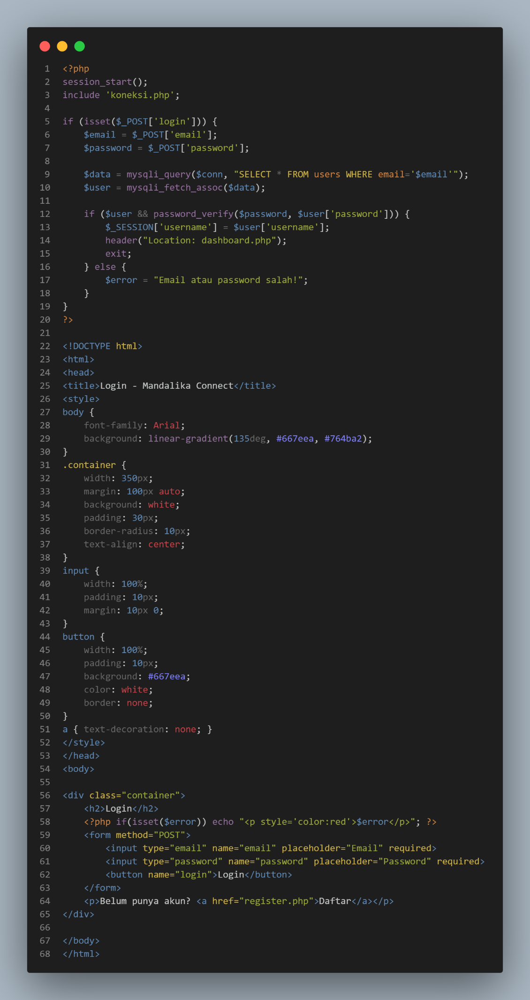 1 <?php
2 session_start();
3 include 'koneksi.php';
4
5 if (isset($_POST['login'])) {
6     $email = $_POST['email'];
7     $password = $_POST['password'];
8
9     $data = mysqli_query($conn, "SELECT * FROM users WHERE email='$email'");
10     $user = mysqli_fetch_assoc($data);
11
12     if ($user && password_verify($password, $user['password'])) {
13         $_SESSION['username'] = $user['username'];
14         header("Location: dashboard.php");
15         exit;
16     } else {
17         $error = "Email atau password salah!";
18     }
19 }
20 ?>
21
22 <!DOCTYPE html>
23 <html>
24 <head>
25 <title>Login - Mandalika Connect</title>
26 <style>
27 body {
28     font-family: Arial;
29     background: linear-gradient(135deg, #667eea, #764ba2);
30 }
31 .container {
32     width: 350px;
33     margin: 100px auto;
34     background: white;
35     padding: 30px;
36     border-radius: 10px;
37     text-align: center;
38 }
39 input {
40     width: 100%;
41     padding: 10px;
42     margin: 10px 0;
43 }
44 button {
45     width: 100%;
46     padding: 10px;
47     background: #667eea;
48     color: white;
49     border: none;
50 }
51 a { text-decoration: none; }
52 </style>
53 </head>
54 <body>
55
56 <div class="container">
57     <h2>Login</h2>
58     <?php if(isset($error)) echo "<p style='color:red'>$error</p>"; ?>
59     <form method="POST">
60         <input type="email" name="email" placeholder="Email" required>
61         <input type="password" name="password" placeholder="Password" required>
62         <button name="login">Login</button>
63     </form>
64     <p>Belum punya akun? <a href="register.php">Daftar</a></p>
65 </div>
66
67 </body>
68 </html>